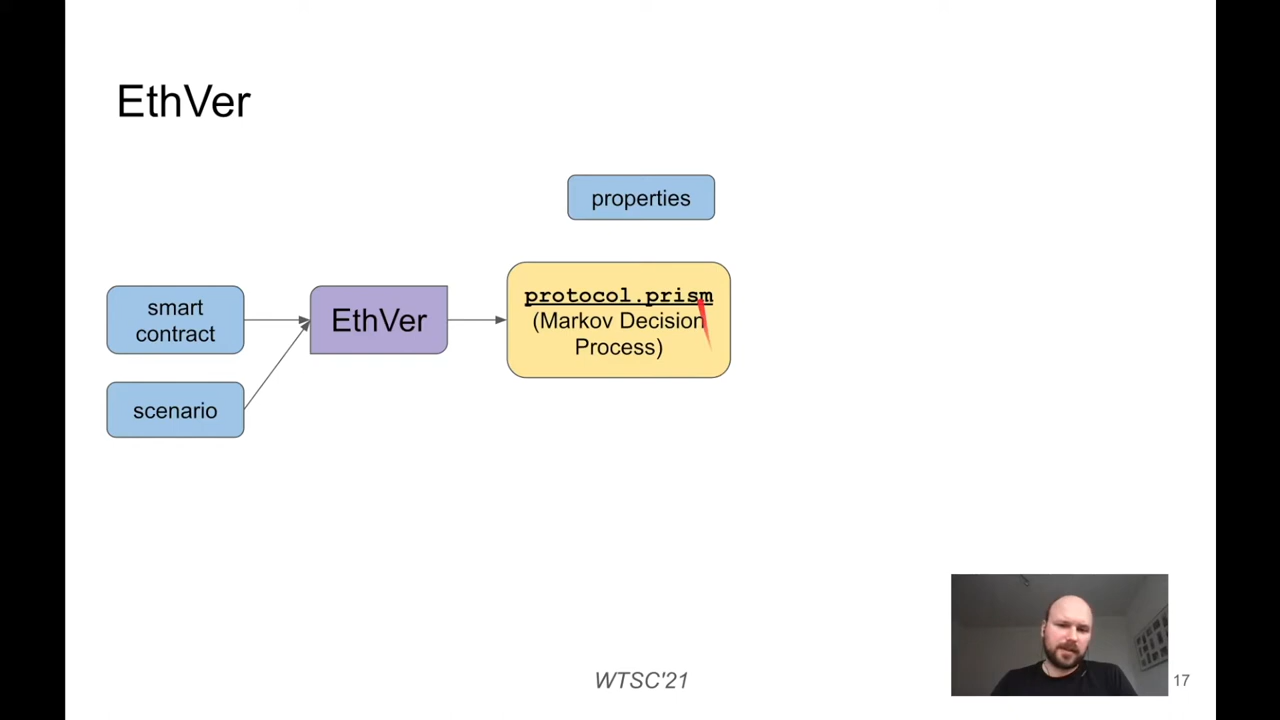 EthVer
properties
smart
contract
EthVer
protocol.prism
(Markov Decision
Process)
scenario
WTSC'21
17